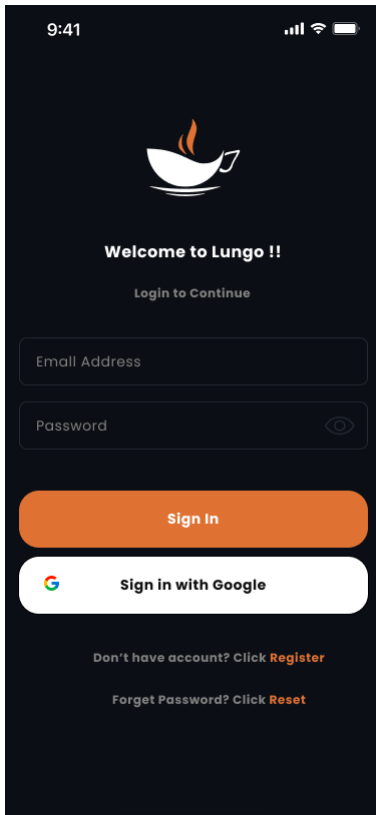 9:41
Welcome to Lungo !!
Login to Continue
Email Address
Password
Sign In
Sign in with Google
Don’t have account? Click Register
Forget Password? Click Reset